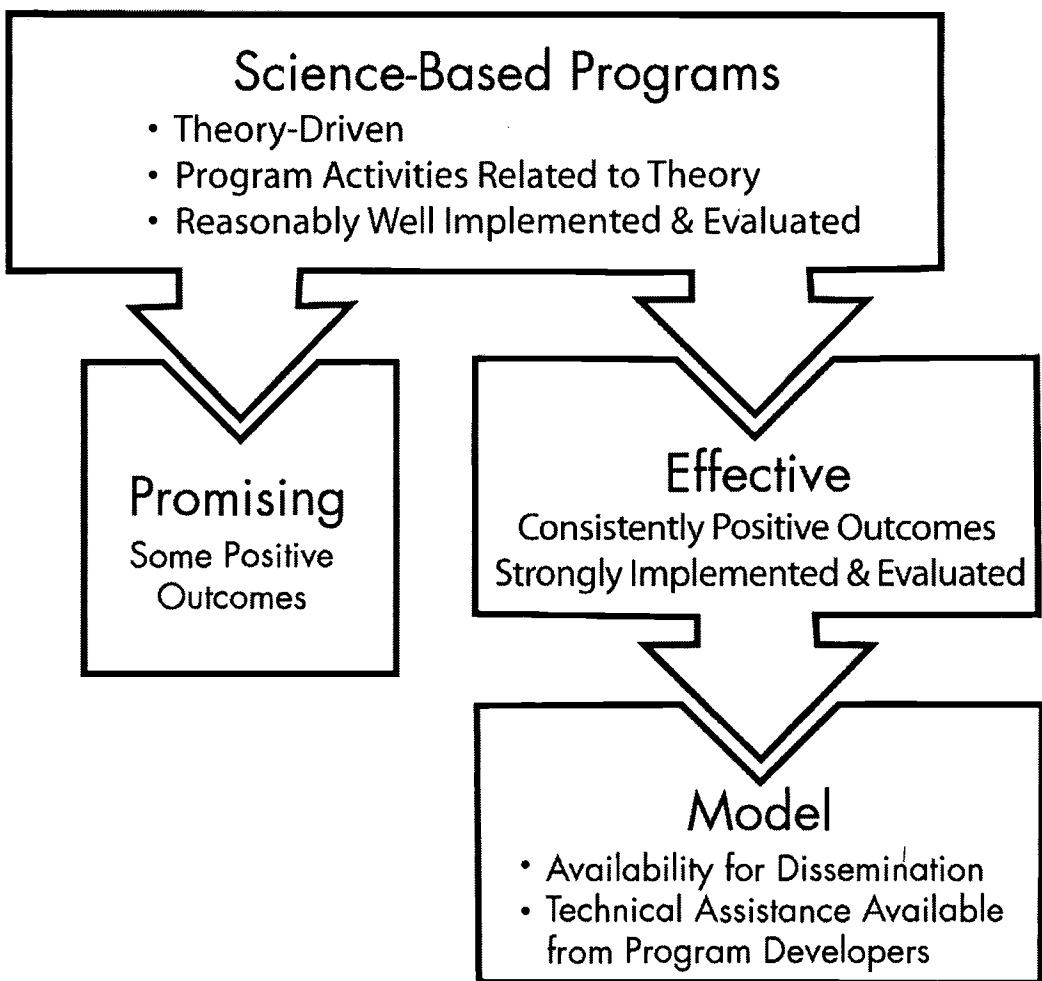 Science-Based Programs
• Theory-Driven
• Program Activities Related to Theory
• Reasonably Well Implemented & Evaluated
Promising
Some Positive
Outcomes
Effective
Consistently Positive Outcomes
Strongly Implemented & Evaluated
Model
• Availability for Dissemination
• Technical Assistance Available
from Program Developers